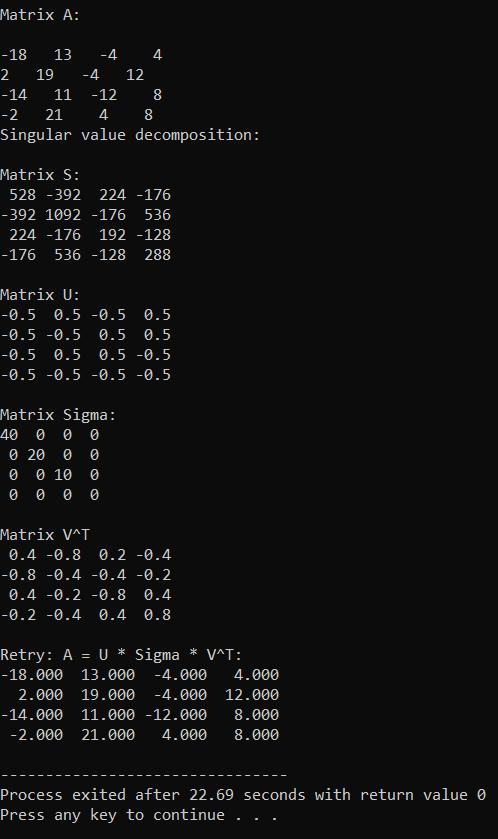 Matrix A:
-18   13   -4    4
2   19   -4   12
-14   11  -12    8
-2   21    4    8
Singular value decomposition:
Matrix S:
 528 -392  224 -176
-392 1092 -176  536
 224 -176  192 -128
-176  536 -128  288
Matrix U:
-0.5  0.5 -0.5  0.5
-0.5 -0.5  0.5  0.5
-0.5  0.5  0.5 -0.5
-0.5 -0.5 -0.5 -0.5
Matrix Sigma:
40  0  0  0
 0 20  0  0
 0  0 10  0
 0  0  0  0
Matrix V^T
 0.4 -0.8  0.2 -0.4
-0.8 -0.4 -0.4 -0.2
 0.4 -0.2 -0.8  0.4
-0.2 -0.4  0.4  0.8
Retry: A = U * Sigma * V^T:
-18.000  13.000  -4.000   4.000
  2.000  19.000  -4.000  12.000
-14.000  11.000 -12.000   8.000
 -2.000  21.000   4.000   8.000
--------------------------------
Process exited after 22.69 seconds with return value 0
Press any key to continue . . .